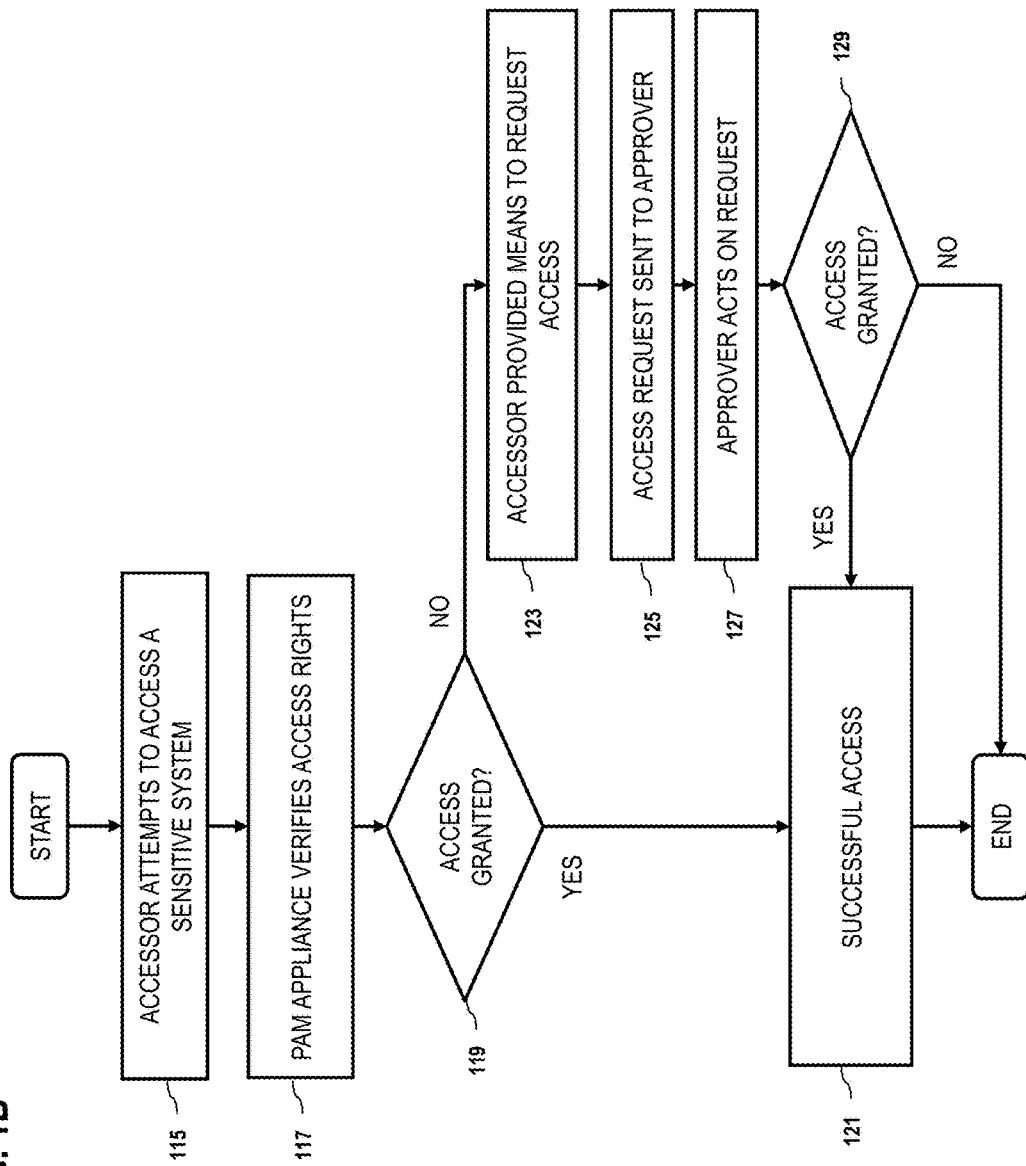 START
ACCESSOR ATTEMPTS TO ACCESS A
SENSITIVE SYSTEM
115
PAM APPLIANCE VERIFIES ACCESS RIGHTS
117
ACCESS
GRANTED?
119
NO
YES
ACCESSOR PROVIDED MEANS TO REQUEST
ACCESS
123
ACCESS REQUEST SENT TO APPROVER
125
APPROVER ACTS ON REQUEST
127
ACCESS
GRANTED?
129
YES
NO
SUCCESSFUL ACCESS
121
END